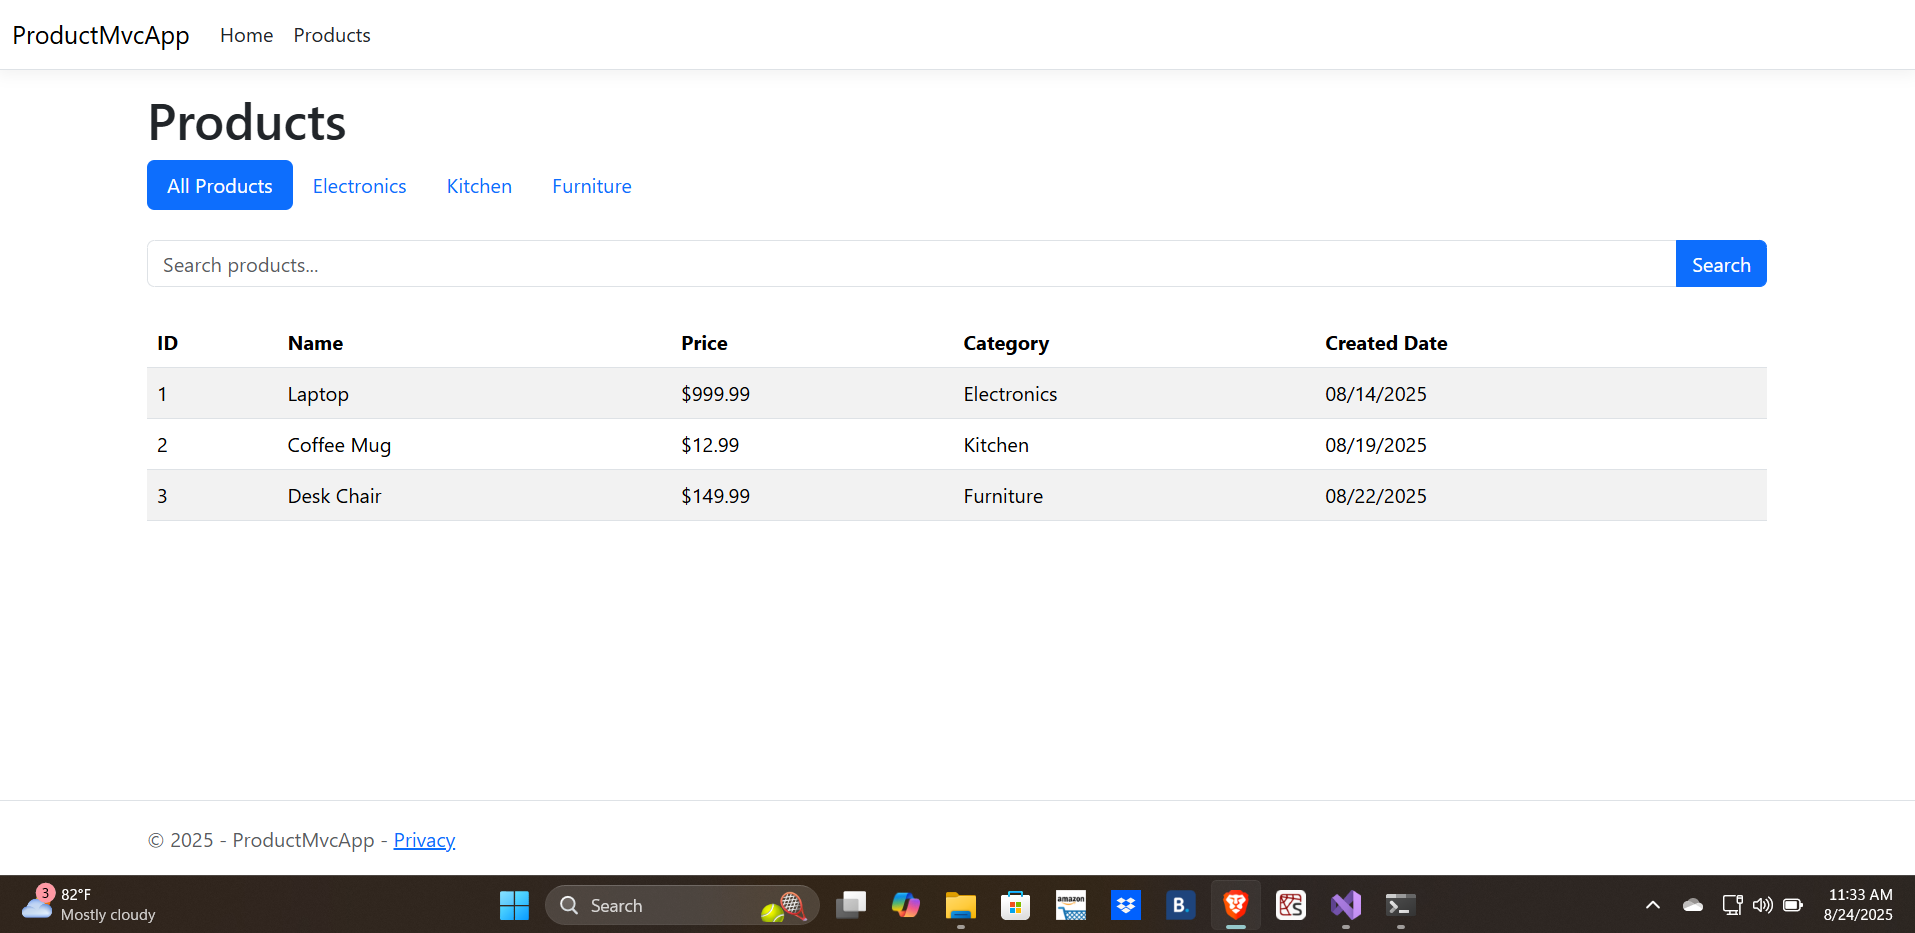 ProductMvcApp Home Products
Products
All Products Electronics Kitchen Furniture
Search products... Search
ID Name Price Category Created Date
1 Laptop $999.99 Electronics 08/14/2025
2 Coffee Mug $12.99 Kitchen 08/19/2025
3 Desk Chair $149.99 Furniture 08/22/2025
© 2025 - ProductMvcApp - Privacy
3 82°F
Mostly cloudy
Search
amazon
B.
11:33 AM
8/24/2025